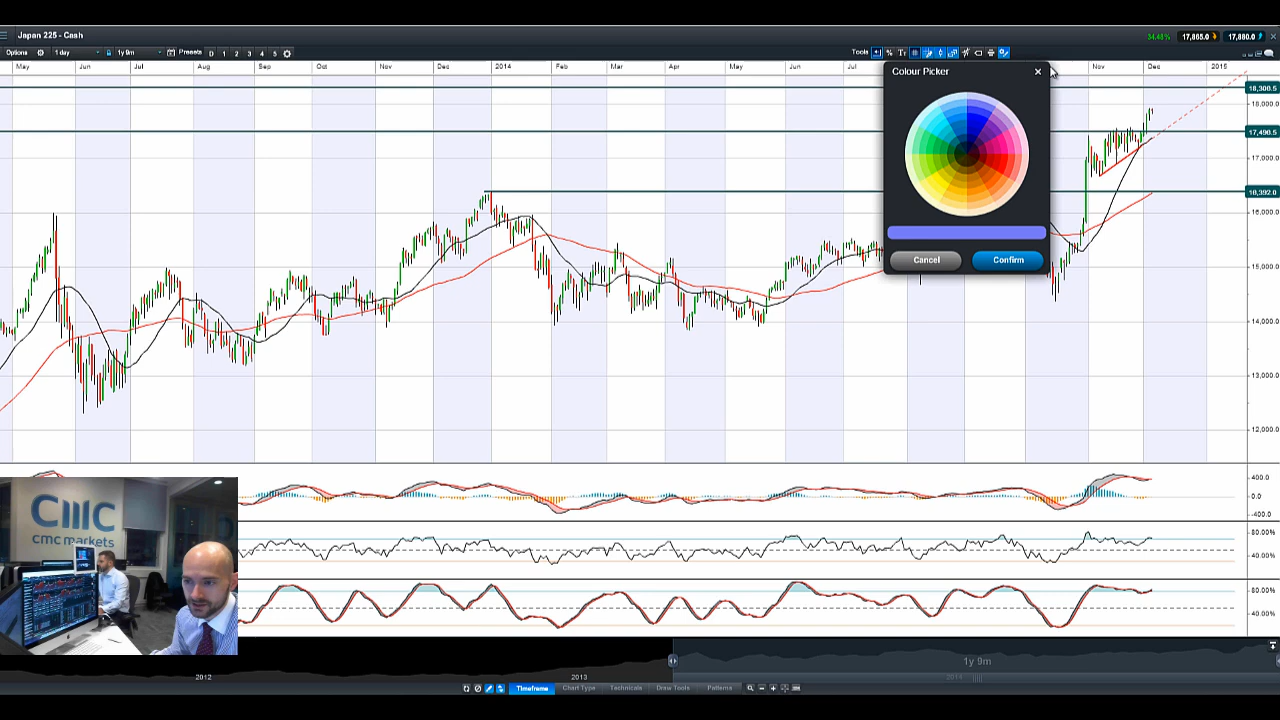 Japan 225 - Cash
34.48% 17,865.0 17,880.0
Options 1 day 1y 9m Presets D 1 2 3 4 5 Tools
May Jun Jul Aug Sep Oct Nov Dec 2014 Feb Mar Apr May Jun Jul Nov Dec 2015
Colour Picker
18,300.5
18,000.0
17,490.5
17,000.0
16,392.0
16,000.0
Cancel Confirm
15,000.0
14,000.0
13,000.0
12,000.0
400.0
0.0
-400.0
80.00%
40.00%
80.00%
40.00%
CMC
cmc markets
1y 9m
2012 2013 2014
Timeframe Chart Type Technicals Draw Tools Patterns